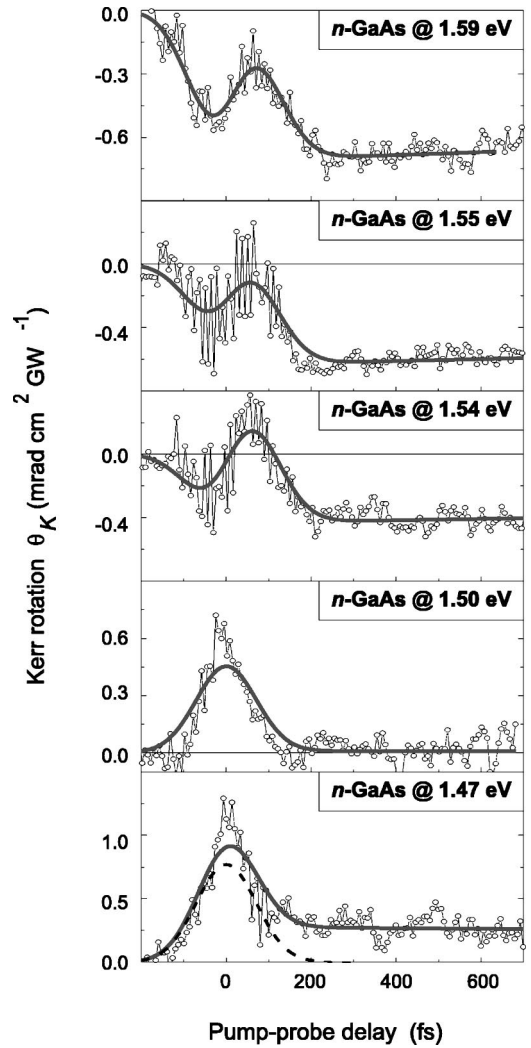 0.0
n-GaAs @ 1.59 eV
-0.3
-0.6
n-GaAs @ 1.55 eV
0.0
-0.4
n-GaAs @ 1.54 eV
0.0
-0.4
n-GaAs @ 1.50 eV
0.6
0.3
0.0
n-GaAs @ 1.47 eV
1.0
0.5
0.0
0 200 400 600
Pump-probe delay (fs)
Kerr rotation θK (mrad cm 2 GW -1)